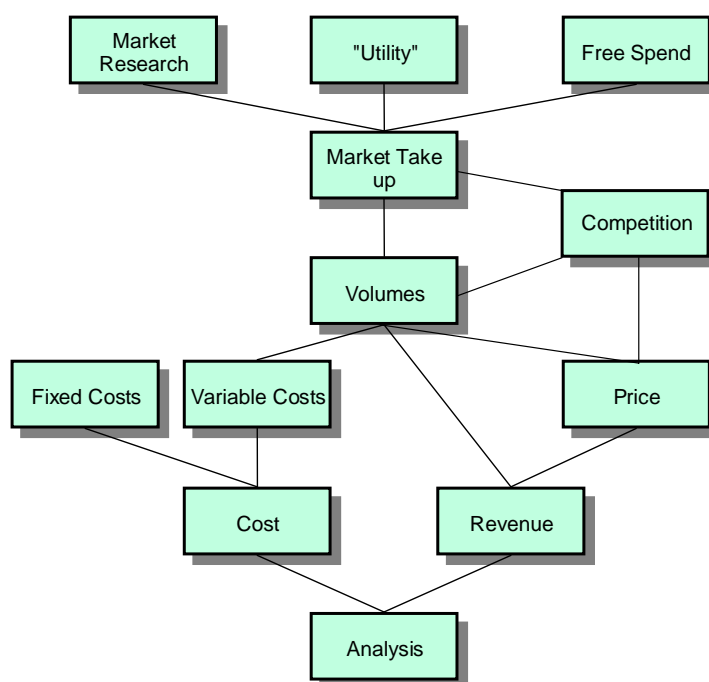 Market
Research
"Utility"
Free Spend
Market Take
up
Competition
Volumes
Fixed Costs
Variable Costs
Price
Cost
Revenue
Analysis